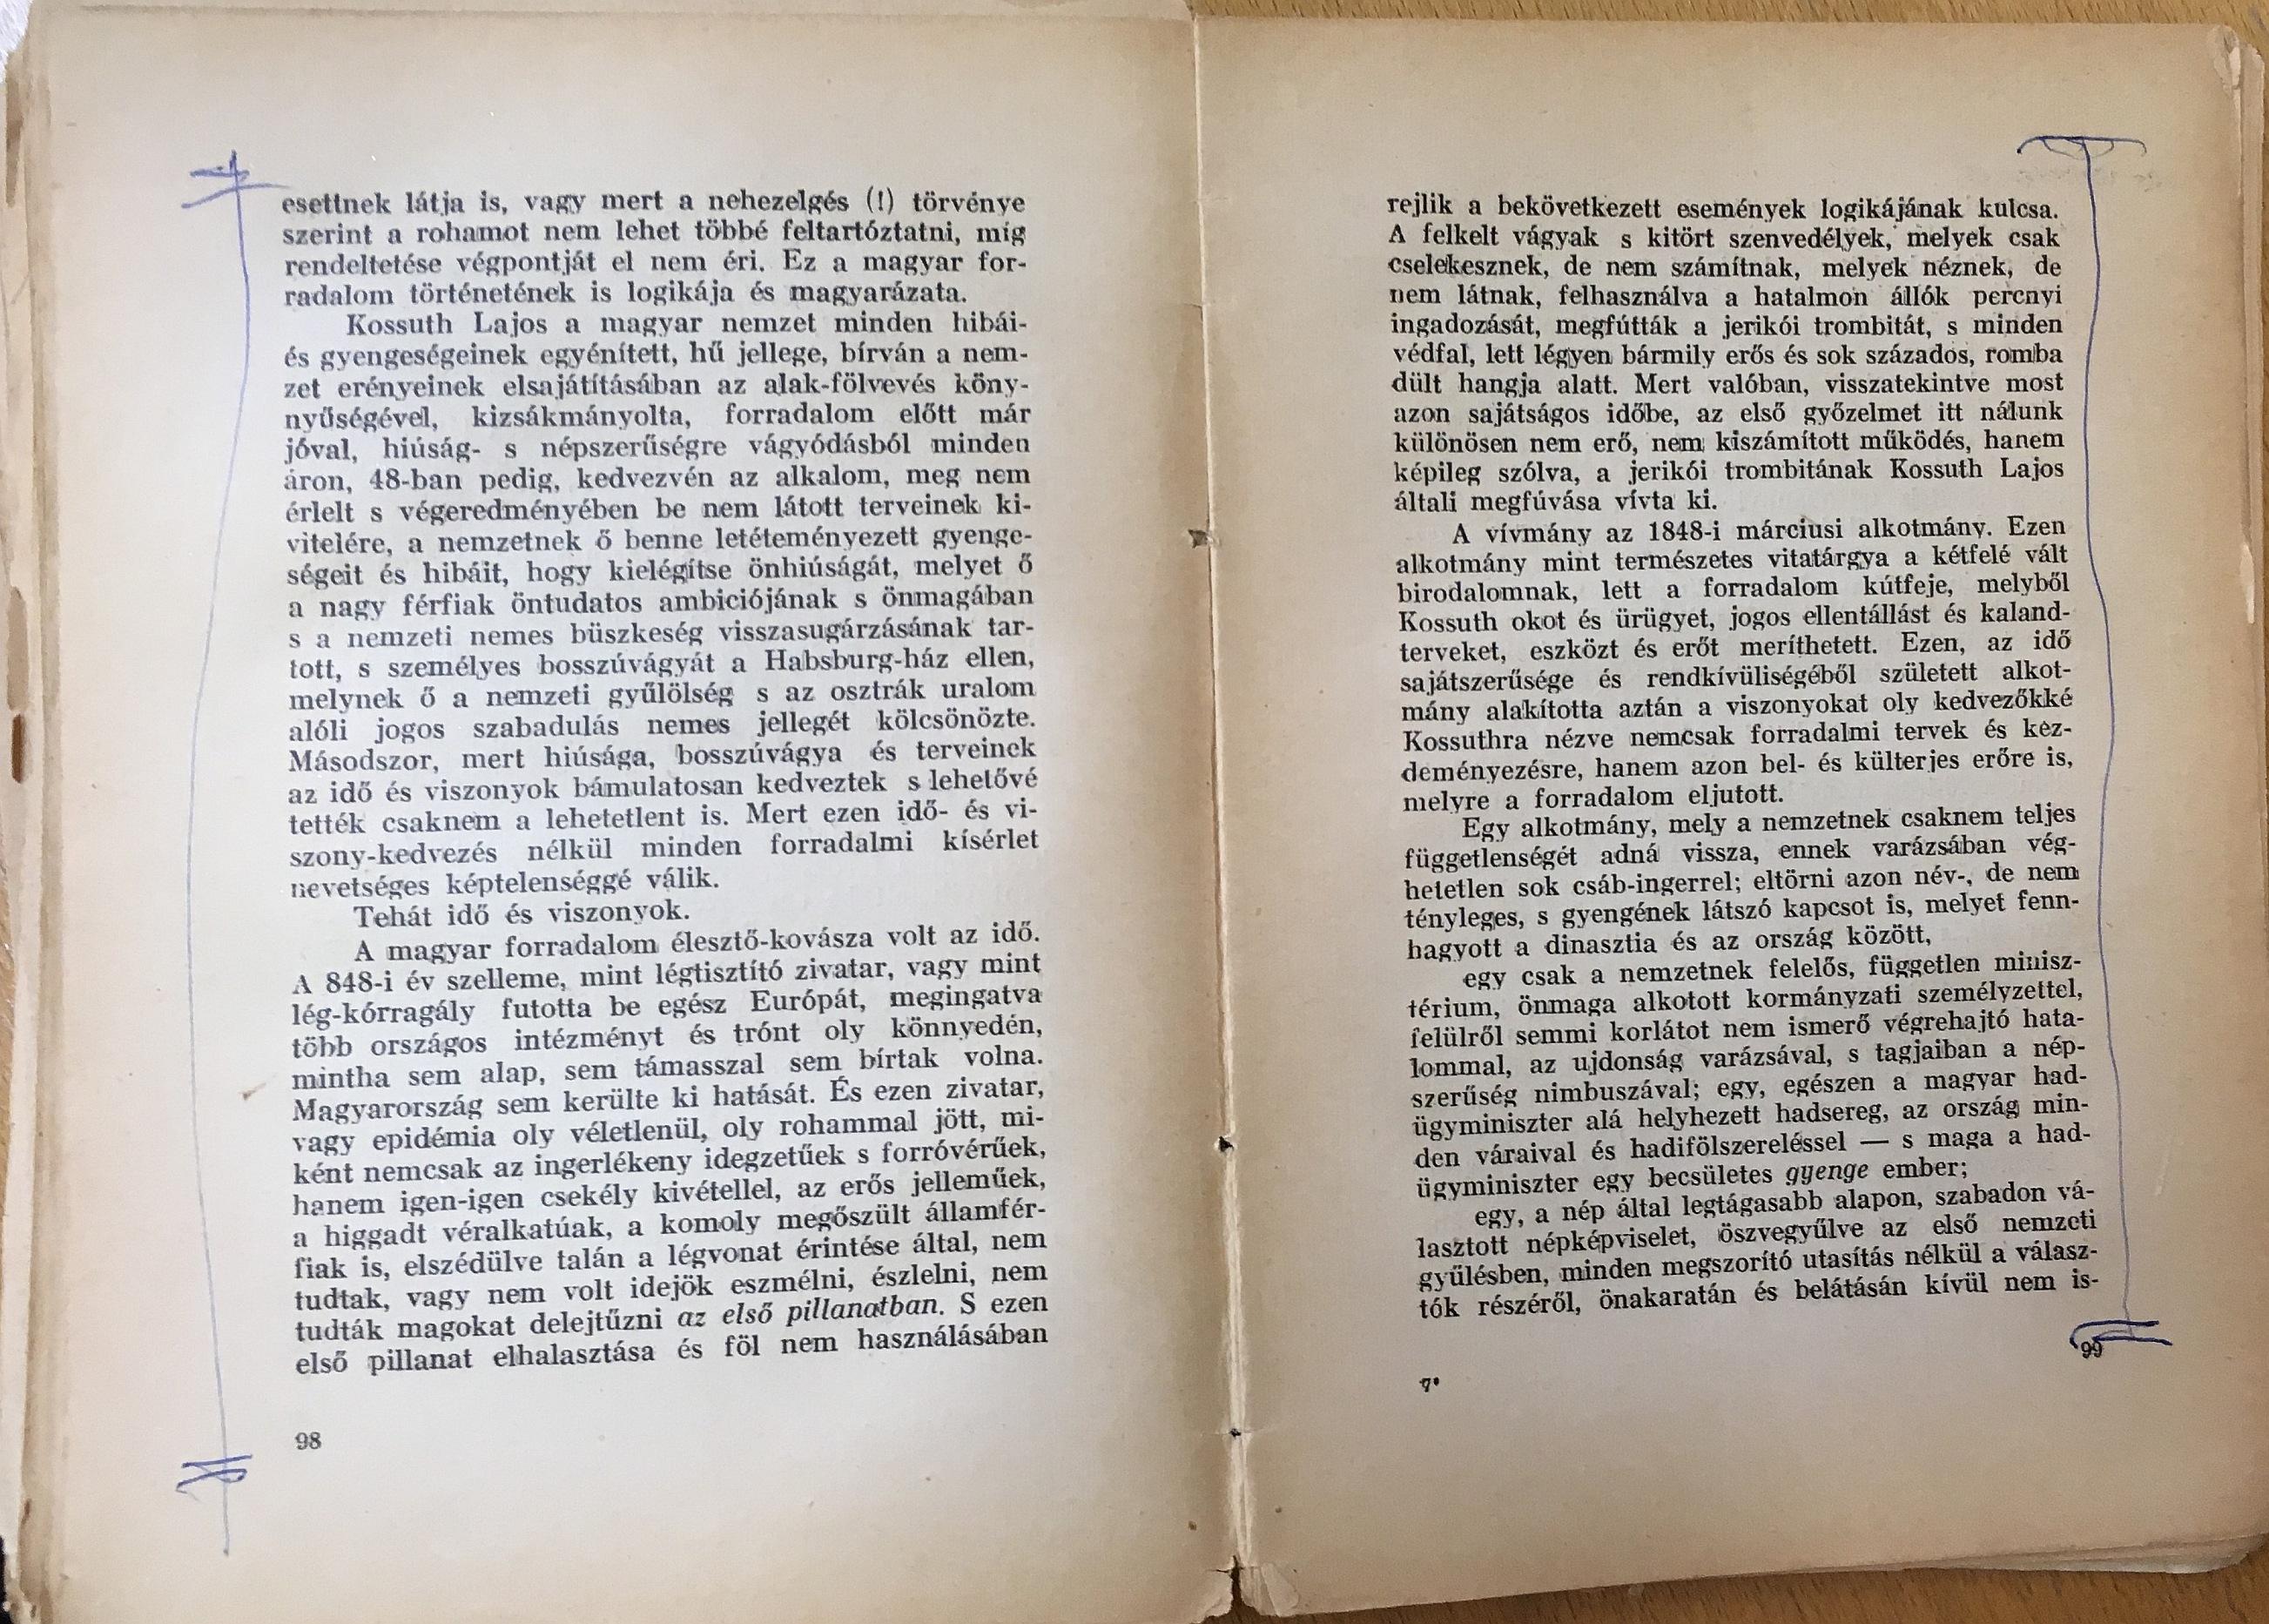 esettnek látja is, vagy mert a nehezelgés (!) törvénye
szerint a rohamot nem lehet többé feltartóztatni, míg
rendeltetése végpontját el nem éri. Ez a magyar for-
radalom történetének is logikája és magyarázata.
Kossuth Lajos a magyar nemzet minden hibái-
és gyengeségeinek egyénített, hű jellege, bírván a nem-
zet erényeinek elsajátításában az alak-fölvevés köny-
nyűségével, kizsákmányolta, forradalom előtt már
jóval, hiúság- s népszerűségre vágyódásból minden
áron, 48-ban pedig, kedvezvén az alkalom, meg nem
érlelt s végeredményében be nem látott terveinek ki-
vitelére, a nemzetnek ő benne letéteményezett gyenge-
ségeit és hibáit, hogy kielégítse önhiúságát, melyet ő
a nagy férfiak öntudatos ambiciójának s önmagában
s a nemzeti nemes büszkeség visszasugárzásának tar-
tott, s személyes bosszúvágyát a Habsburg-ház ellen,
melynek ő a nemzeti gyűlölség s az osztrák uralom
alóli jogos szabadulás nemes jellegét kölcsönözte.
Másodszor, mert hiúsága, bosszúvágya és terveinek
az idő és viszonyok bámulatosan kedveztek s lehetővé
tették csaknem a lehetetlent is. Mert ezen idő- és vi-
szony-kedvezés nélkül minden forradalmi kísérlet
nevetséges képtelenséggé válik.
Tehát idő és viszonyok.
A magyar forradalom élesztő-kovásza volt az idő.
A 848-i év szelleme, mint légtisztító zivatar, vagy mint
lég-kórragály futotta be egész Európát, megingatva
több országos intézményt és trónt oly könnyedén,
mintha sem alap, sem támasszal sem bírtak volna.
Magyarország sem kerülte ki hatását. És ezen zivatar,
vagy epidémia oly véletlenül, oly rohammal jött, mi-
ként nemcsak az ingerlékeny idegzetűek s forróvérűek,
hanem igen-igen csekély kivétellel, az erős jelleműek,
a higgadt véralkatúak, a komoly megőszült államfér-
fiak is, elszédülve talán a légvonat érintése által, nem
tudtak, vagy nem volt idejök eszmélni, észlelni, nem
tudták magokat delejtűzni az első pillanatban. S ezen
első pillanat elhalasztása és föl nem használásában
98
rejlik a bekövetkezett események logikájának kulcsa.
A felkelt vágyak s kitört szenvedélyek, melyek csak
cselekesznek, de nem számítnak, melyek néznek, de
nem látnak, felhasználva a hatalmon állók percnyi
ingadozását, megfútták a jerikói trombitát, s minden
védfal, lett légyen bármily erős és sok százados, romba
dült hangja alatt. Mert valóban, visszatekintve most
azon sajátságos időbe, az első győzelmet itt nálunk
különösen nem erő, nem kiszámított működés, hanem
képileg szólva, a jerikói trombitának Kossuth Lajos
általi megfúvása vívta ki.
A vívmány az 1848-i márciusi alkotmány. Ezen
alkotmány mint természetes vitatárgya a kétfelé vált
birodalomnak, lett a forradalom kútfeje, melyből
Kossuth okot és ürügyet, jogos ellentállást és kaland-
terveket, eszközt és erőt meríthetett. Ezen, az idő
sajátszerűsége és rendkívüliségéből született alkot-
mány alakította aztán a viszonyokat oly kedvezőkké
Kossuthra nézve nemcsak forradalmi tervek és kez-
deményezésre, hanem azon bel- és külterjes erőre is,
melyre a forradalom eljutott.
Egy alkotmány, mely a nemzetnek csaknem teljes
függetlenségét adná vissza, ennek varázsában vég-
hetetlen sok csáb-ingerrel; eltörni azon név-, de nem
tényleges, s gyengének látszó kapcsot is, melyet fenn-
hagyott a dinasztia és az ország között,
egy csak a nemzetnek felelős, független minisz-
térium, önmaga alkotott kormányzati személyzettel,
felülről semmi korlátot nem ismerő végrehajtó hata-
lommal, az ujdonság varázsával, s tagjaiban a nép-
szerűség nimbuszával; egy, egészen a magyar had-
ügyminiszter alá helyhezett hadsereg, az ország min-
den váraival és hadifölszereléssel — s maga a had-
ügyminiszter egy becsületes gyenge ember;
egy, a nép által legtágasabb alapon, szabadon vá-
lasztott népképviselet, öszvegyűlve az első nemzeti
gyűlésben, minden megszorító utasítás nélkül a válasz-
tók részéről, önakaratán és belátásán kívül nem is-
99
7*